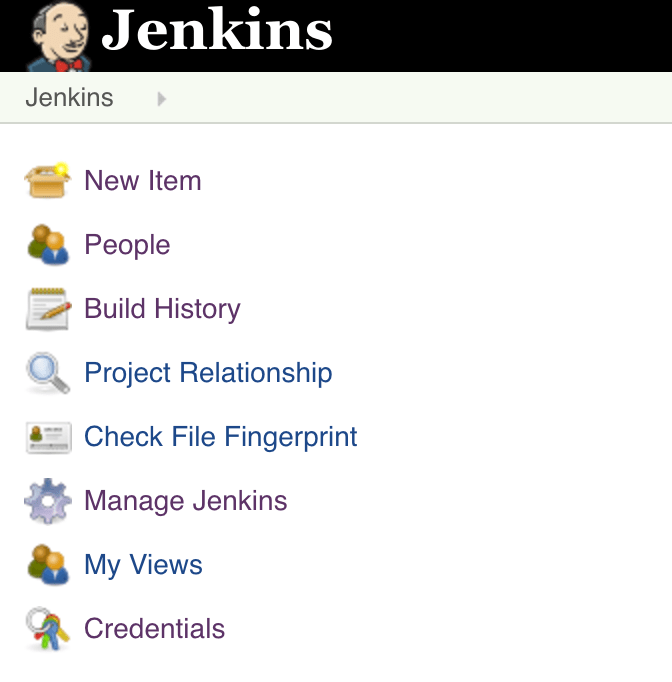 Jenkins
Jenkins
New Item
People
Build History
Project Relationship
Check File Fingerprint
Manage Jenkins
My Views
Credentials